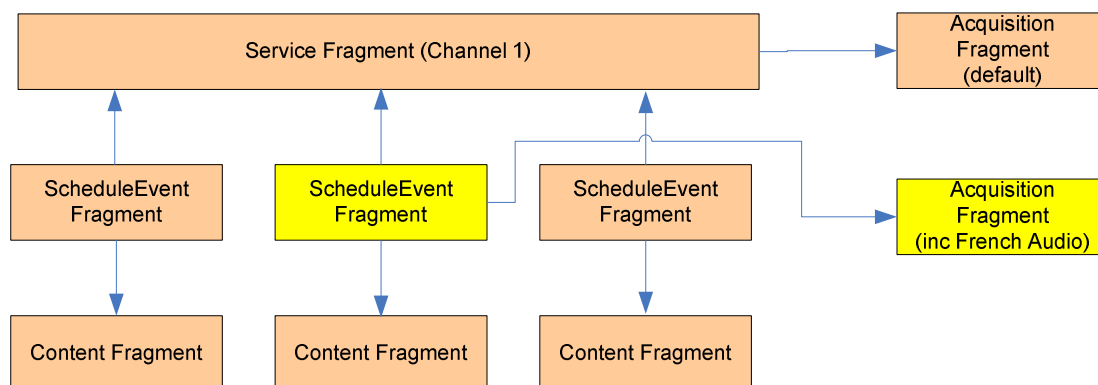 Service Fragment (Channel 1)
Acquisition
Fragment
(default)
ScheduleEvent
Fragment
ScheduleEvent
Fragment
ScheduleEvent
Fragment
Acquisition
Fragment
(inc French Audio)
Content Fragment
Content Fragment
Content Fragment